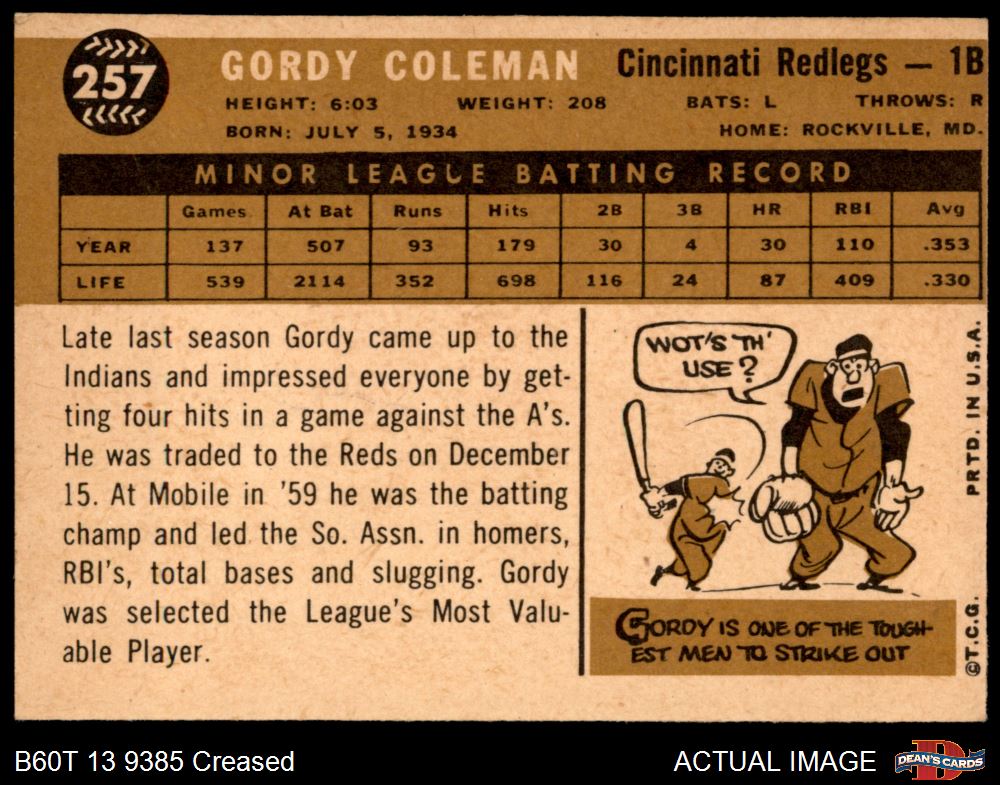 257
GORDY COLEMAN Cincinnati Redlegs — 1B
HEIGHT: 6:03 WEIGHT: 208 BATS: L THROWS: R
BORN: JULY 5, 1934 HOME: ROCKVILLE, MD.
MINOR LEAGUE BATTING RECORD
Games At Bat Runs Hits 2B 3B HR RBI Avg
YEAR 137 507 93 179 30 4 30 110 .353
LIFE 539 2114 352 698 116 24 87 409 .330
Late last season Gordy came up to the
Indians and impressed everyone by get-
ting four hits in a game against the A's.
He was traded to the Reds on December
15. At Mobile in '59 he was the batting
champ and led the So. Assn. in homers,
RBI's, total bases and slugging. Gordy
was selected the League's Most Valu-
able Player.
WOT'S TH'
USE?
GORDY IS ONE OF THE TOUGH-
EST MEN TO STRIKE OUT
PRTD. IN U.S.A.
©T.C.G.
B60T 13 9385 Creased
ACTUAL IMAGE
DEAN'S CARDS